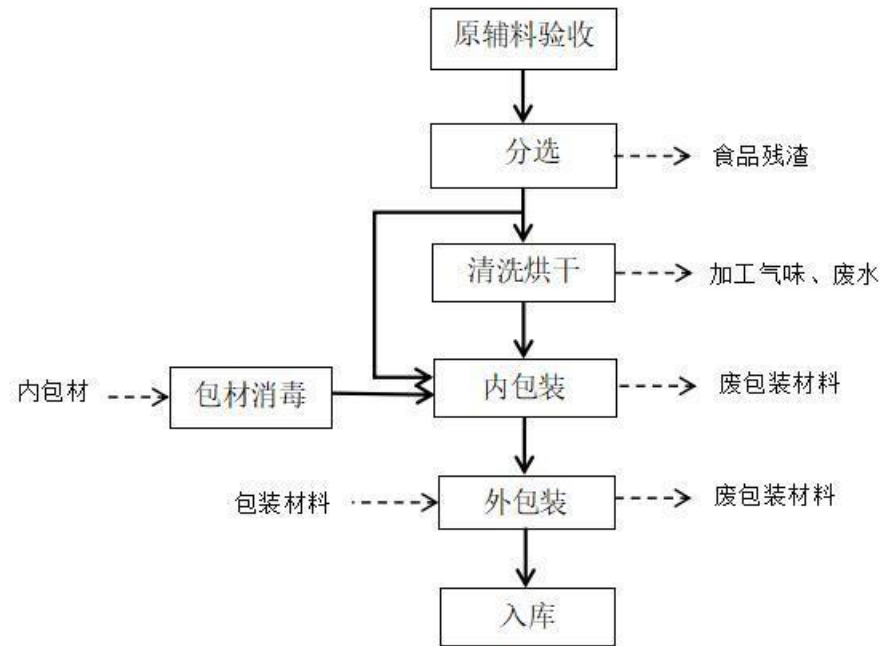 原辅料验收
分选
食品残渣
清洗烘干
加工气味、废水
内包材
包材消毒
内包装
废包装材料
包装材料
外包装
废包装材料
入库